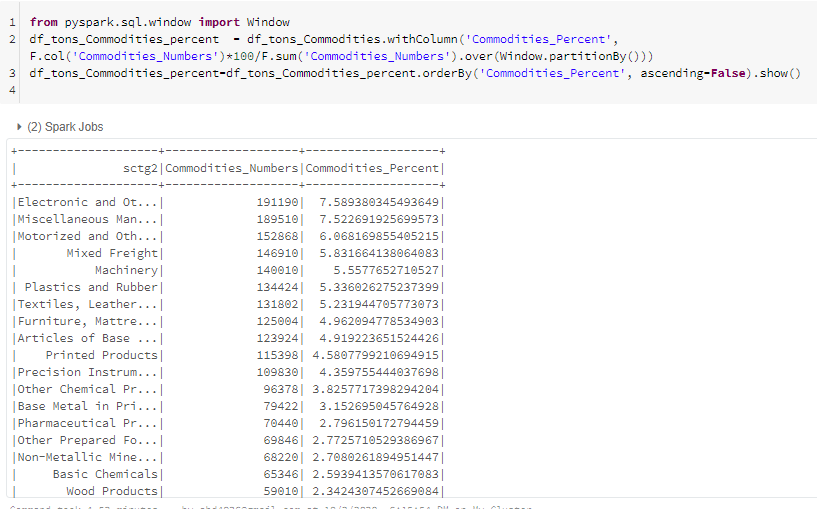 1 from pyspark.sql.window import Window
2 df_tons_Commodities_percent = df_tons_Commodities.withColumn('Commodities_Percent',
F.col('Commodities_Numbers')*100/F.sum('Commodities_Numbers').over(Window.partitionBy()))
3 df_tons_Commodities_percent=df_tons_Commodities_percent.orderBy('Commodities_Percent', ascending=False).show()
4
(2) Spark Jobs
+--------------------+-------------------+-------------------+
| sctg2|Commodities_Numbers|Commodities_Percent|
+--------------------+-------------------+-------------------+
|Electronic and Ot...| 191190| 7.589380345493649|
|Miscellaneous Man...| 189510| 7.522691925699573|
|Motorized and Oth...| 152868| 6.068169855405215|
| Mixed Freight| 146910| 5.831664138064083|
| Machinery| 140010| 5.5577652710527|
| Plastics and Rubber| 134424| 5.336026275237399|
|Textiles, Leather...| 131802| 5.231944705773073|
|Furniture, Mattre...| 125004| 4.962094778534903|
|Articles of Base ...| 123924| 4.919223651524426|
| Printed Products| 115398| 4.5807799210694915|
|Precision Instrum...| 109830| 4.359755444037698|
|Other Chemical Pr...| 96378| 3.8257717398294204|
|Base Metal in Pri...| 79422| 3.152695045764928|
|Pharmaceutical Pr...| 70440| 2.796150172794459|
|Other Prepared Fo...| 69846| 2.7725710529386967|
|Non-Metallic Mine...| 68220| 2.7080261894951447|
| Basic Chemicals| 65346| 2.5939413570617083|
| Wood Products| 59010| 2.3424307452669084|